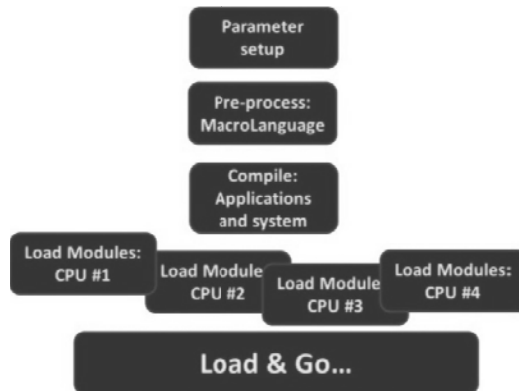 Parameter
setup
Pre-process:
MacroLanguage
Compile:
Applications
and system
Load Modules:
CPU #1
Load Module
CPU #2
Load Module
CPU #3
Load Modules:
CPU #4
Load & Go...